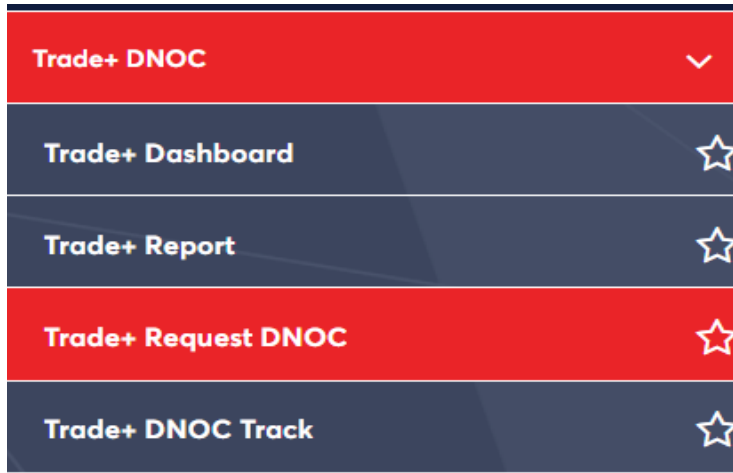 Trade+ DNOC
Trade+ Dashboard
Trade+ Report
Trade+ Request DNOC
Trade+ DNOC Track